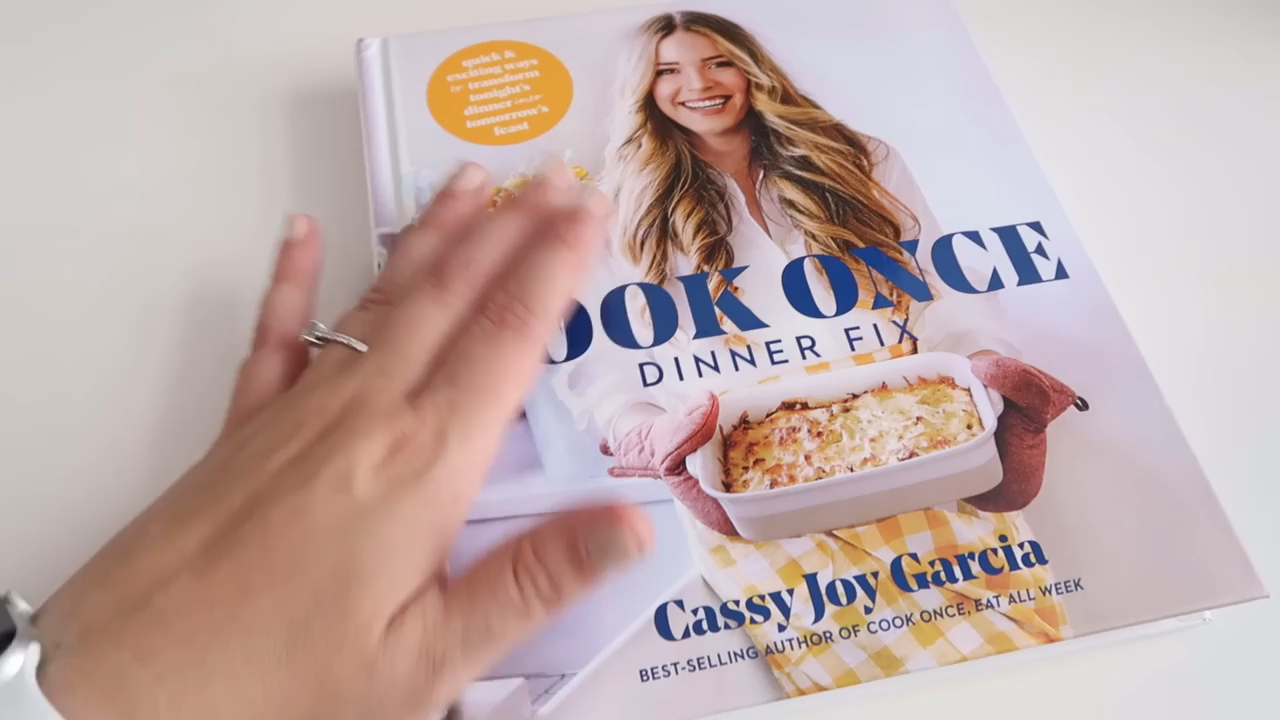 quick &
exciting ways
to transform
tonight's
dinner into
tomorrow's
feast
OOK ONCE
DINNER FIX
Cassy Joy Garcia
BEST-SELLING AUTHOR OF COOK ONCE, EAT ALL WEEK